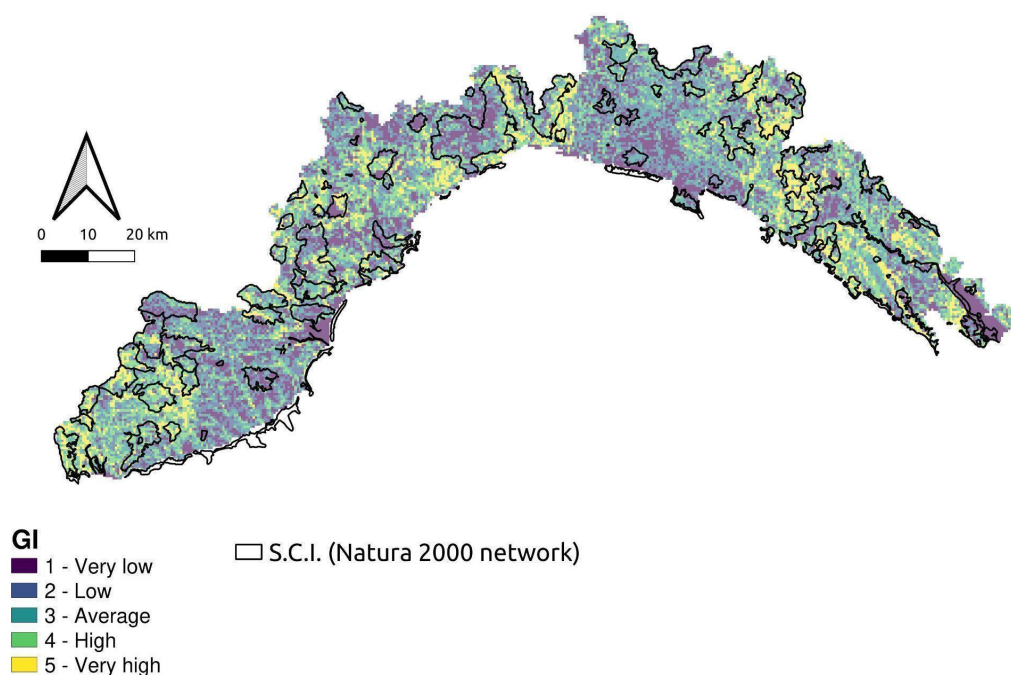 0 10 20 km
GI
1 - Very low
2 - Low
3 - Average
4 - High
5 - Very high
S.C.I. (Natura 2000 network)